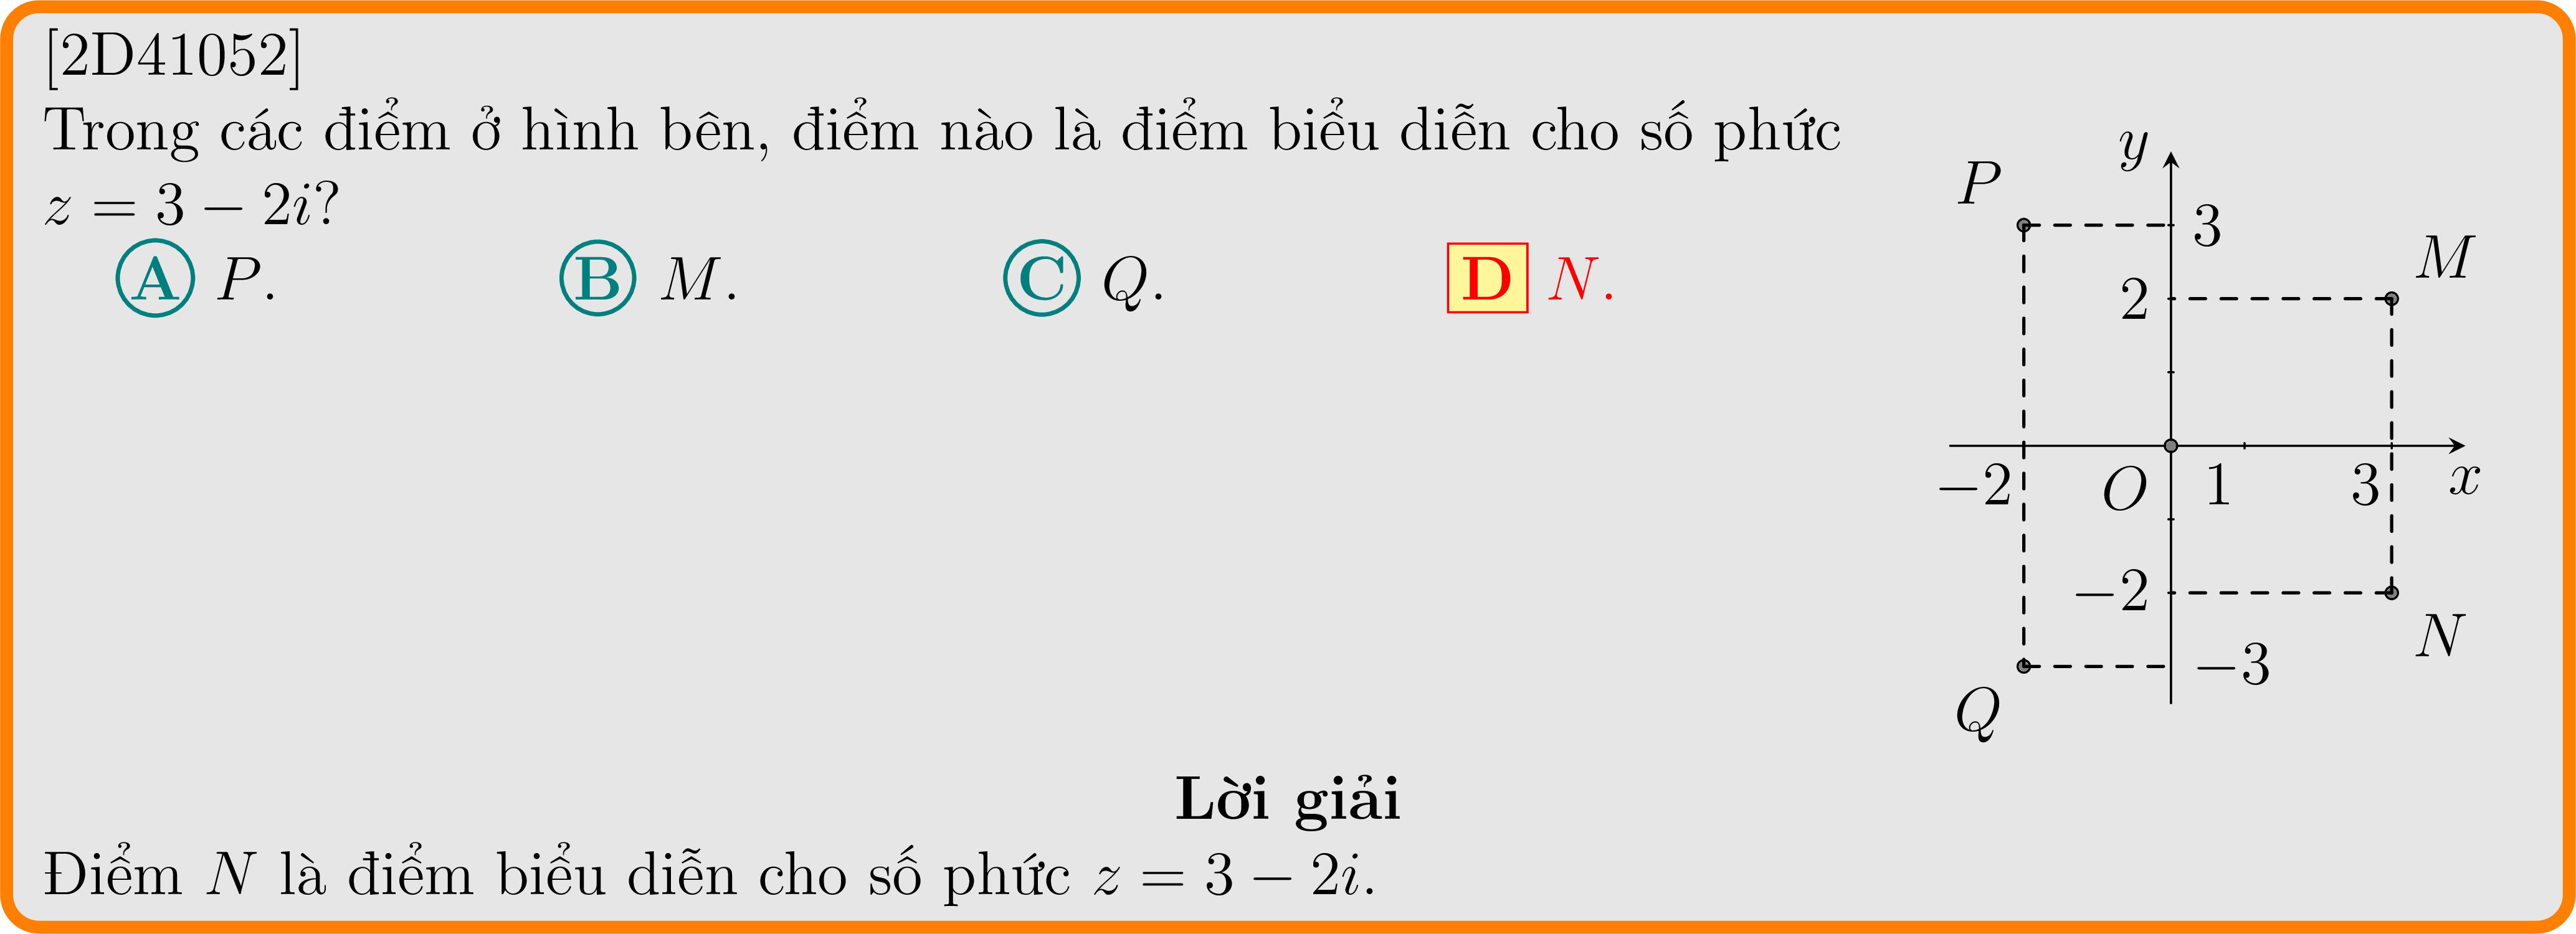 [2D41052]
Trong các điểm ở hình bên, điểm nào là điểm biểu diễn cho số phức
z = 3 − 2i?
A P. B M. C Q. D N.
y
P
3
M
2
−2 O 1 3 x
−2
N
−3
Q
Lời giải
Điểm N là điểm biểu diễn cho số phức z = 3 − 2i.